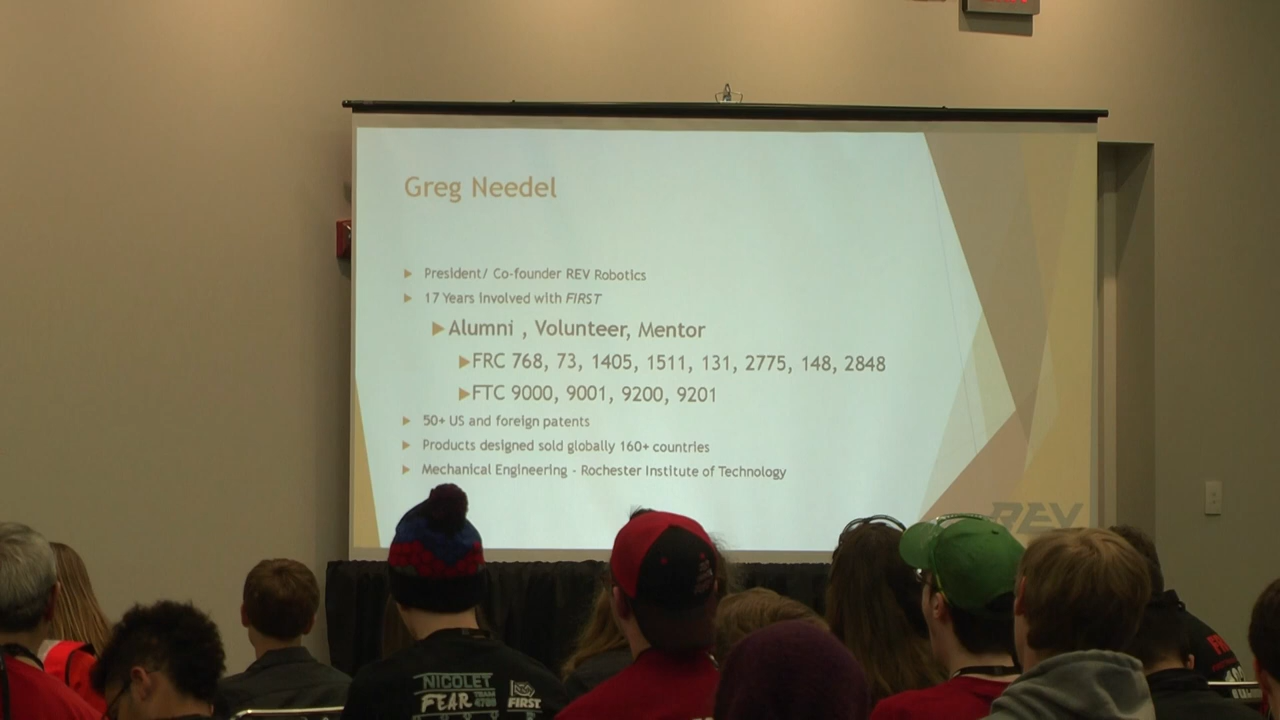 Greg Needel
President/ Co-founder REV Robotics
17 Years involved with FIRST
Alumni , Volunteer, Mentor
FRC 768, 73, 1405, 1511, 131, 2775, 148, 2848
FTC 9000, 9001, 9200, 9201
50+ US and foreign patents
Products designed sold globally 160+ countries
Mechanical Engineering - Rochester Institute of Technology
REV
NICOLET
FEAR TEAM
FIRST